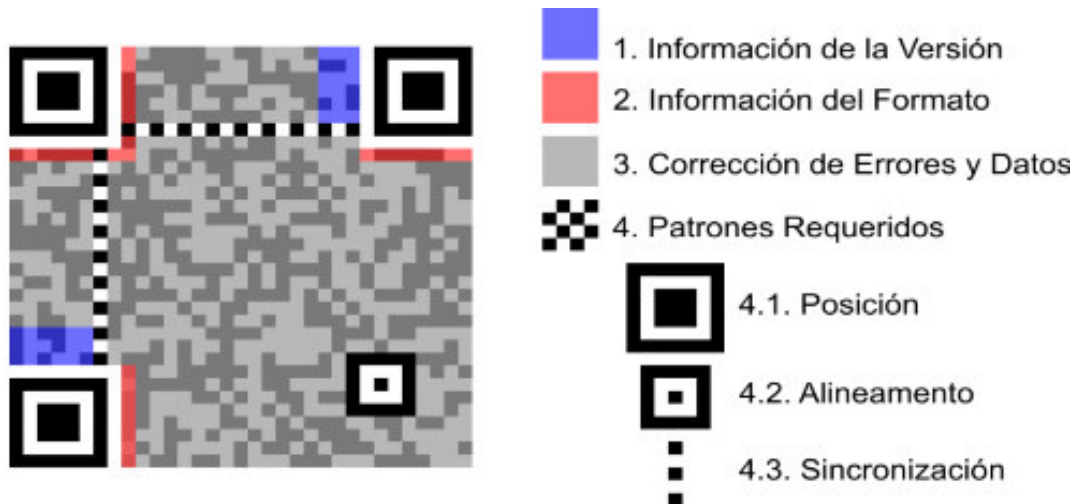 1. Información de la Versión
2. Información del Formato
3. Corrección de Errores y Datos
4. Patrones Requeridos
4.1. Posición
4.2. Alineamento
4.3. Sincronización